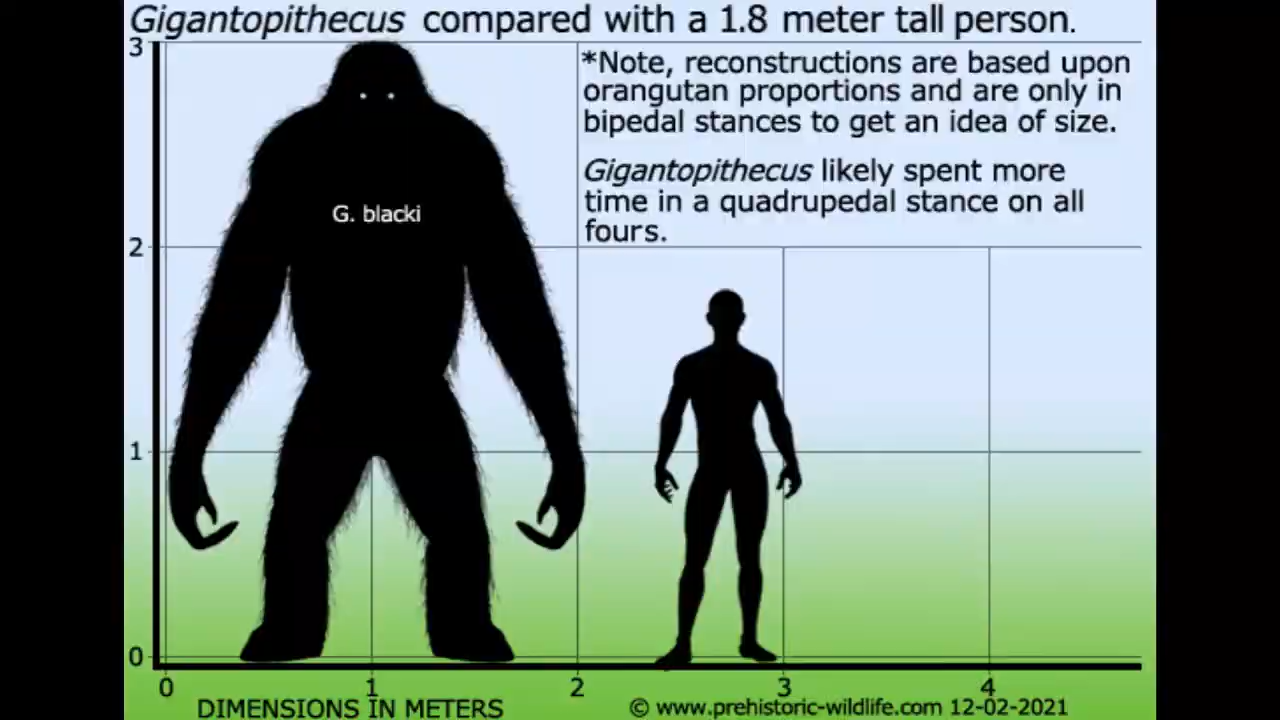 Gigantopithecus compared with a 1.8 meter tall person.
3
*Note, reconstructions are based upon
orangutan proportions and are only in
bipedal stances to get an idea of size.
Gigantopithecus likely spent more
time in a quadrupedal stance on all
fours.
G. blacki
2
1
0
0 1 2 3 4
DIMENSIONS IN METERS
© www.prehistoric-wildlife.com 12-02-2021